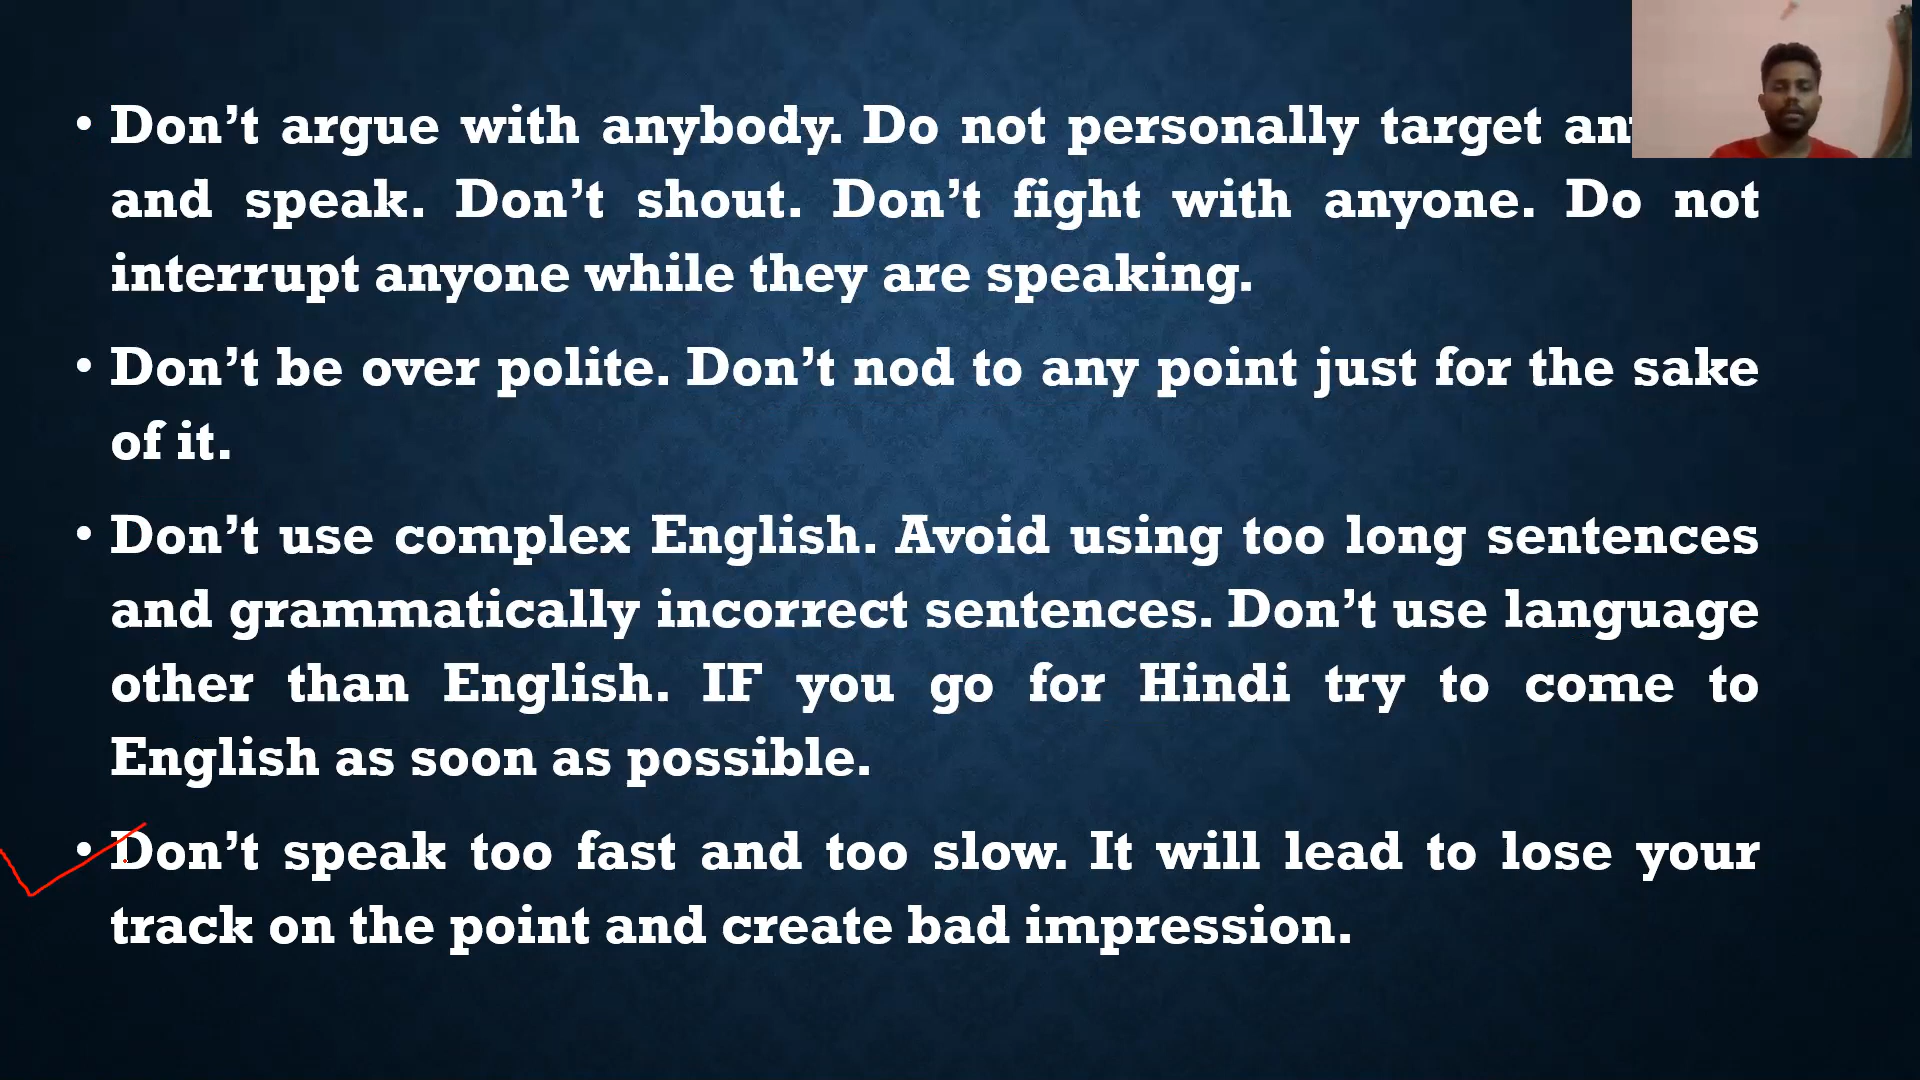 • Don’t argue with anybody. Do not personally target
and speak. Don’t shout. Don’t fight with anyone. Do not
interrupt anyone while they are speaking.
• Don’t be over polite. Don’t nod to any point just for the sake
of it.
• Don’t use complex English. Avoid using too long sentences
and grammatically incorrect sentences. Don’t use language
other than English. IF you go for Hindi try to come to
English as soon as possible.
• Don’t speak too fast and too slow. It will lead to lose your
track on the point and create bad impression.